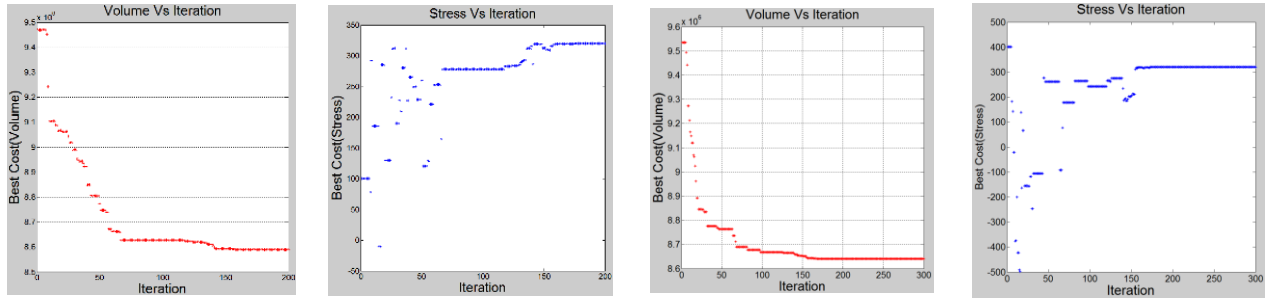 Volume Vs Iteration
9.5
9.4
9.2
9.1
9
8.9
8.8
8.7
8.6
8.5
Best Cost(Volume)
0 50 100 150 200
Iteration
Stress Vs Iteration
350
300
250
200
150
100
50
0
-50
Best Cost(Stress)
0 50 100 150 200
Iteration
Volume Vs Iteration
x 10^6
9.6
9.5
9.4
9.3
9.2
9.1
9
8.9
8.8
8.7
8.6
Best Cost(Volume)
0 50 100 150 200 250 300
Iteration
Stress Vs Iteration
500
400
300
200
100
0
-100
-200
-300
-400
-500
Best Cost(Stress)
0 50 100 150 200 250 300
Iteration